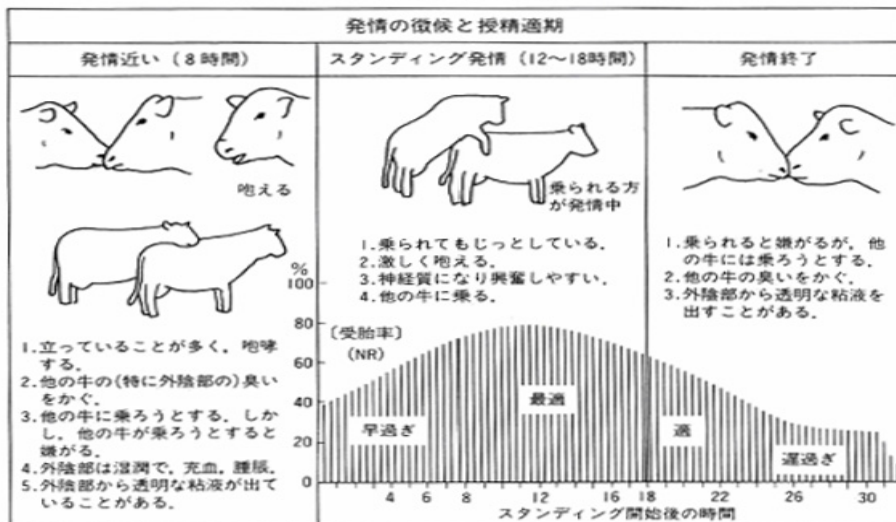 発情の徴候と授精適期
発情近い(8時間)
咆える
1.立っていることが多く。咆哮
する。
2.他の牛の(特に外陰部の)臭い
をかぐ。
3.他の牛に乗ろうとする。しか
し。他の牛が乗ろうとすると
嫌がる。
4.外陰部は湿潤で。充血。腫脹。
5.外陰部から透明な粘液が出て
いることがある。
スタンディング発情(12〜18時間)
乗られる方
が発情中
1.乗られてもじっとしている。
2.激しく咆える。
3.神経質になり興奮しやすい。
4.他の牛に乗る。
発情終了
1.乗られると嫌がるが。他
の牛には乗ろうとする。
2.他の牛の臭いをかぐ。
3.外陰部から透明な粘液を
出すことがある。
%
100
80
60
40
20
0
〔受胎率〕
(NR)
早過ぎ
最適
適
遅過ぎ
4 6 8 12 16 18 22 26 30
スタンディング開始後の時間